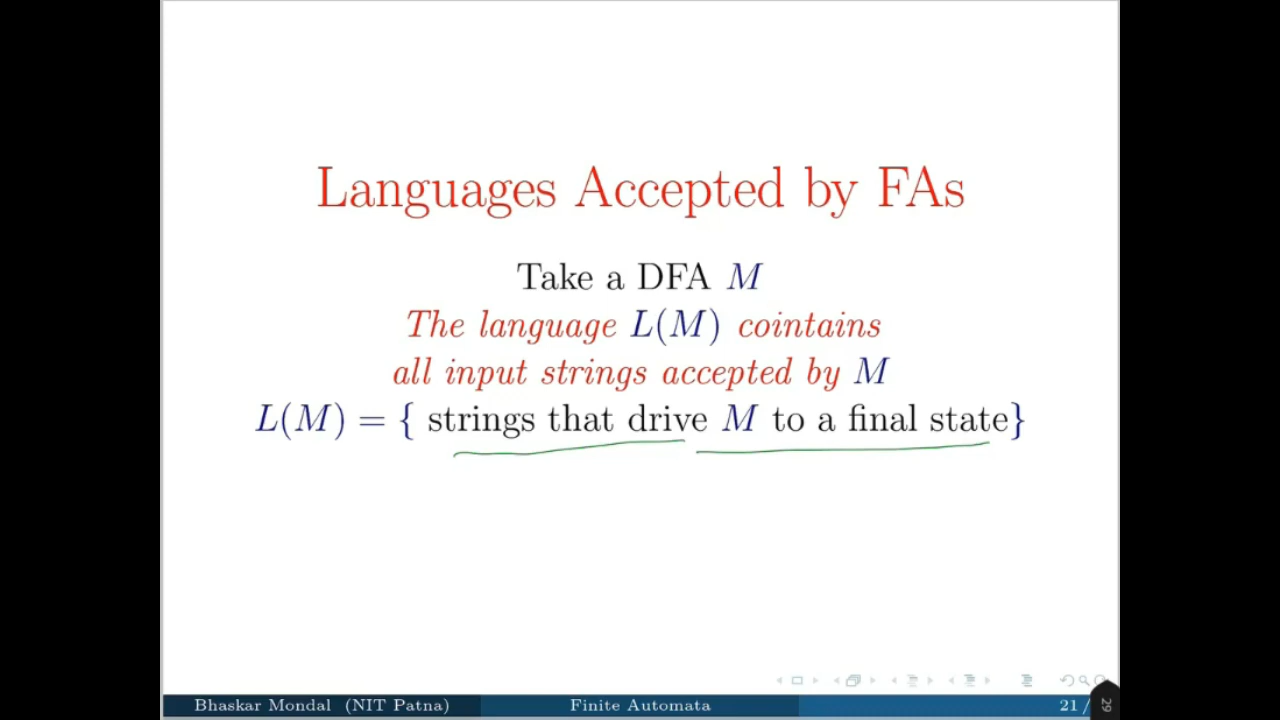 Languages Accepted by FAs
Take a DFA M
The language L(M) cointains
all input strings accepted by M
L(M) = { strings that drive M to a final state}
Bhaskar Mondal (NIT Patna) Finite Automata 21 /
29